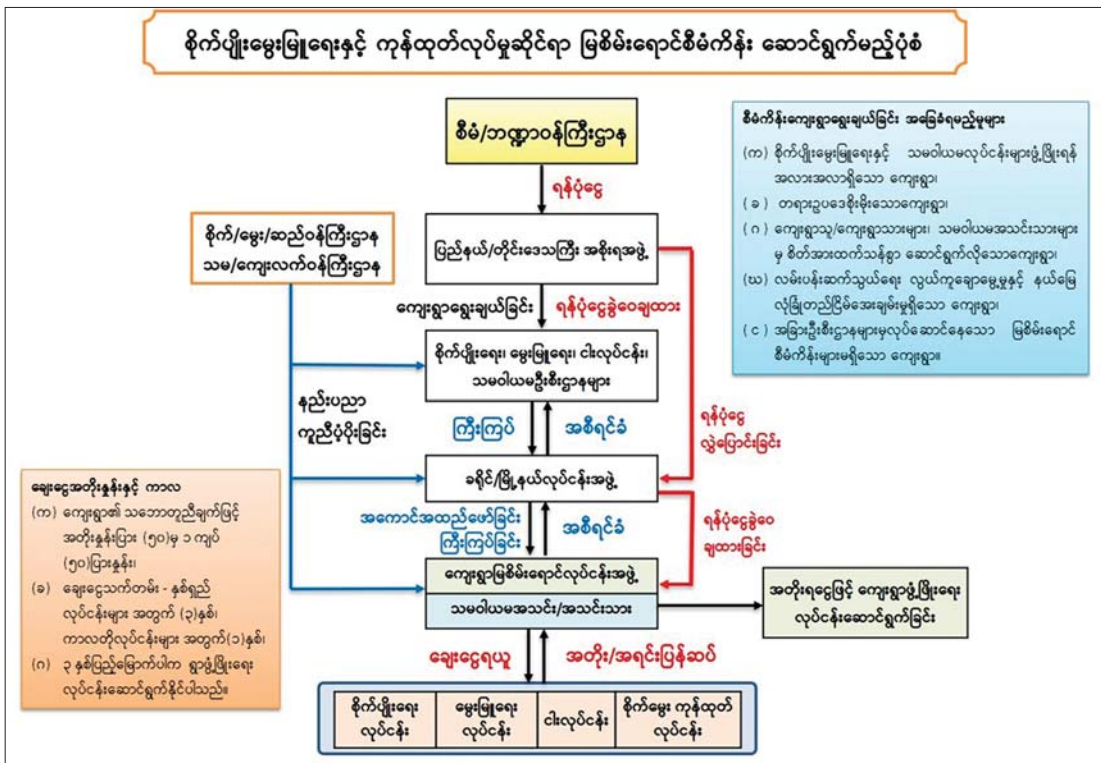 စိုက်ပျိုးမွေးမြူရေးနှင့် ကုန်ထုတ်လုပ်မှုဆိုင်ရာ မြစိမ်းရောင်စီမံကိန်း ဆောင်ရွက်မည့်ပုံစံ
စီမံ/ဘဏ္ဍာဝန်ကြီးဌာန
ရန်ပုံငွေ
စိုက်/မွေး/ဆည်ဝန်ကြီးဌာန
သမ/ကျေးလက်ဝန်ကြီးဌာန
ပြည်နယ်/တိုင်းဒေသကြီး အစိုးရအဖွဲ့
ကျေးရွာရွေးချယ်ခြင်း
ရန်ပုံငွေခွဲဝေချထား
စိုက်ပျိုးရေး၊ မွေးမြူရေး၊ ငါးလုပ်ငန်း၊
သမဝါယမဦးစီးဌာနများ
နည်းပညာ
ကူညီပံ့ပိုးခြင်း
ကြီးကြပ်
အစီရင်ခံ
ရန်ပုံငွေ
လွှဲပြောင်းခြင်း
ခရိုင်/မြို့နယ်လုပ်ငန်းအဖွဲ့
အကောင်အထည်ဖော်ခြင်း
ကြီးကြပ်ခြင်း
အစီရင်ခံ
ရန်ပုံငွေခွဲဝေ
ချထားခြင်း
ကျေးရွာမြစိမ်းရောင်လုပ်ငန်းအဖွဲ့
သမဝါယမအသင်း/အသင်းသား
အတိုးရငွေဖြင့် ကျေးရွာဖွံ့ဖြိုးရေး
လုပ်ငန်းဆောင်ရွက်ခြင်း
ချေးငွေရယူ
အတိုး/အရင်းပြန်ဆပ်
စိုက်ပျိုးရေး
လုပ်ငန်း
မွေးမြူရေး
လုပ်ငန်း
ငါးလုပ်ငန်း
စိုက်မွေး ကုန်ထုတ်
လုပ်ငန်း
စီမံကိန်းကျေးရွာရွေးချယ်ခြင်း အခြေခံရမည့်မူများ
(က) စိုက်ပျိုးမွေးမြူရေးနှင့် သမဝါယမလုပ်ငန်းများဖွံ့ဖြိုးရန်
အလားအလာရှိသော ကျေးရွာ၊
( ခ ) တရားဥပဒေစိုးမိုးသောကျေးရွာ၊
( ဂ ) ကျေးရွာသူ/ကျေးရွာသားများ၊ သမဝါယမအသင်းသားများ
မှ စိတ်အားထက်သန်စွာ ဆောင်ရွက်လိုသောကျေးရွာ၊
(ဃ) လမ်းပန်းဆက်သွယ်ရေး လွယ်ကူချောမွေ့မှုနှင့် နယ်မြေ
လုံခြုံတည်ငြိမ်အေးချမ်းမှုရှိသော ကျေးရွာ၊
( င ) အခြားဦးစီးဌာနများမှလုပ်ဆောင်နေသော မြစိမ်းရောင်
စီမံကိန်းများမရှိသော ကျေးရွာ။
ချေးငွေအတိုးနှုန်းနှင့် ကာလ
(က) ကျေးရွာ၏ သဘောတူညီချက်ဖြင့်
အတိုးနှုန်းပြား (၅၀)မှ ၁ ကျပ်
(၅၀)ပြားနှုန်း၊
(ခ) ချေးငွေသက်တမ်း - နှစ်ရှည်
လုပ်ငန်းများ အတွက် (၃)နှစ်၊
ကာလတိုလုပ်ငန်းများ အတွက်(၁)နှစ်၊
(ဂ) ၃ နှစ်ပြည့်မြောက်ပါက ရွာဖွံ့ဖြိုးရေး
လုပ်ငန်းဆောင်ရွက်နိုင်ပါသည်။